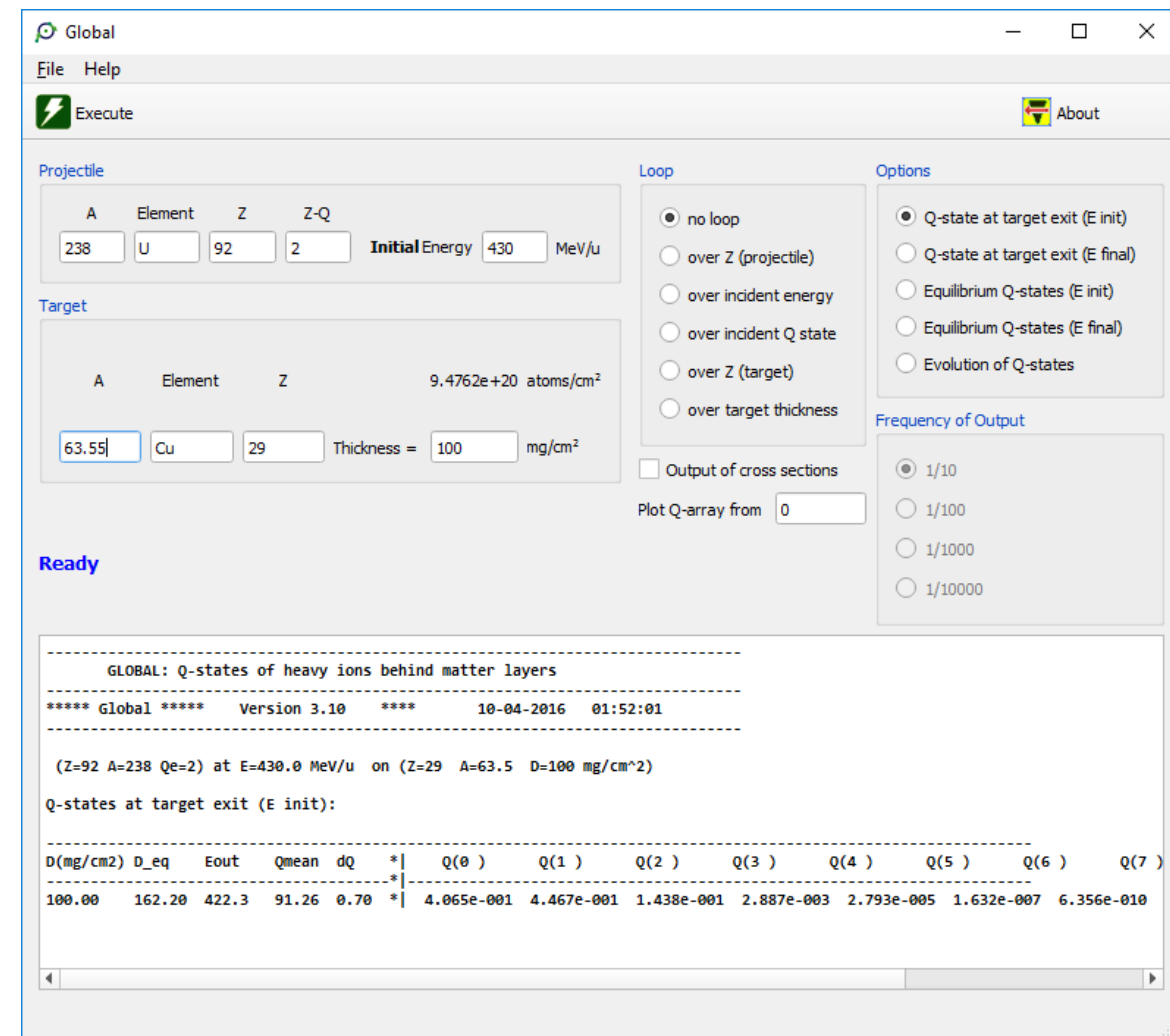 Global
File Help
Execute
About
Projectile
A Element Z Z-Q
238 U 92 2 Initial Energy 430 MeV/u
Target
A Element Z 9.4762e+20 atoms/cm²
63.55 Cu 29 Thickness = 100 mg/cm²
Loop
no loop
over Z (projectile)
over incident energy
over incident Q state
over Z (target)
over target thickness
Output of cross sections
Plot Q-array from 0
Options
Q-state at target exit (E init)
Q-state at target exit (E final)
Equilibrium Q-states (E init)
Equilibrium Q-states (E final)
Evolution of Q-states
Frequency of Output
1/10
1/100
1/1000
1/10000
Ready
-------------------------------------------------------------------------------
GLOBAL: Q-states of heavy ions behind matter layers
-------------------------------------------------------------------------------
***** Global ***** Version 3.10 **** 10-04-2016 01:52:01
-------------------------------------------------------------------------------
(Z=92 A=238 Qe=2) at E=430.0 MeV/u on (Z=29 A=63.5 D=100 mg/cm^2)
Q-states at target exit (E init):
----------------------------------------------------------------------------------------------------------------
D(mg/cm2) D_eq Eout Qmean dQ *| Q(0 ) Q(1 ) Q(2 ) Q(3 ) Q(4 ) Q(5 ) Q(6 ) Q(7 )
---------------------------------------*|-----------------------------------------------------------------------
100.00 162.20 422.3 91.26 0.70 *| 4.065e-001 4.467e-001 1.438e-001 2.887e-003 2.793e-005 1.632e-007 6.356e-010